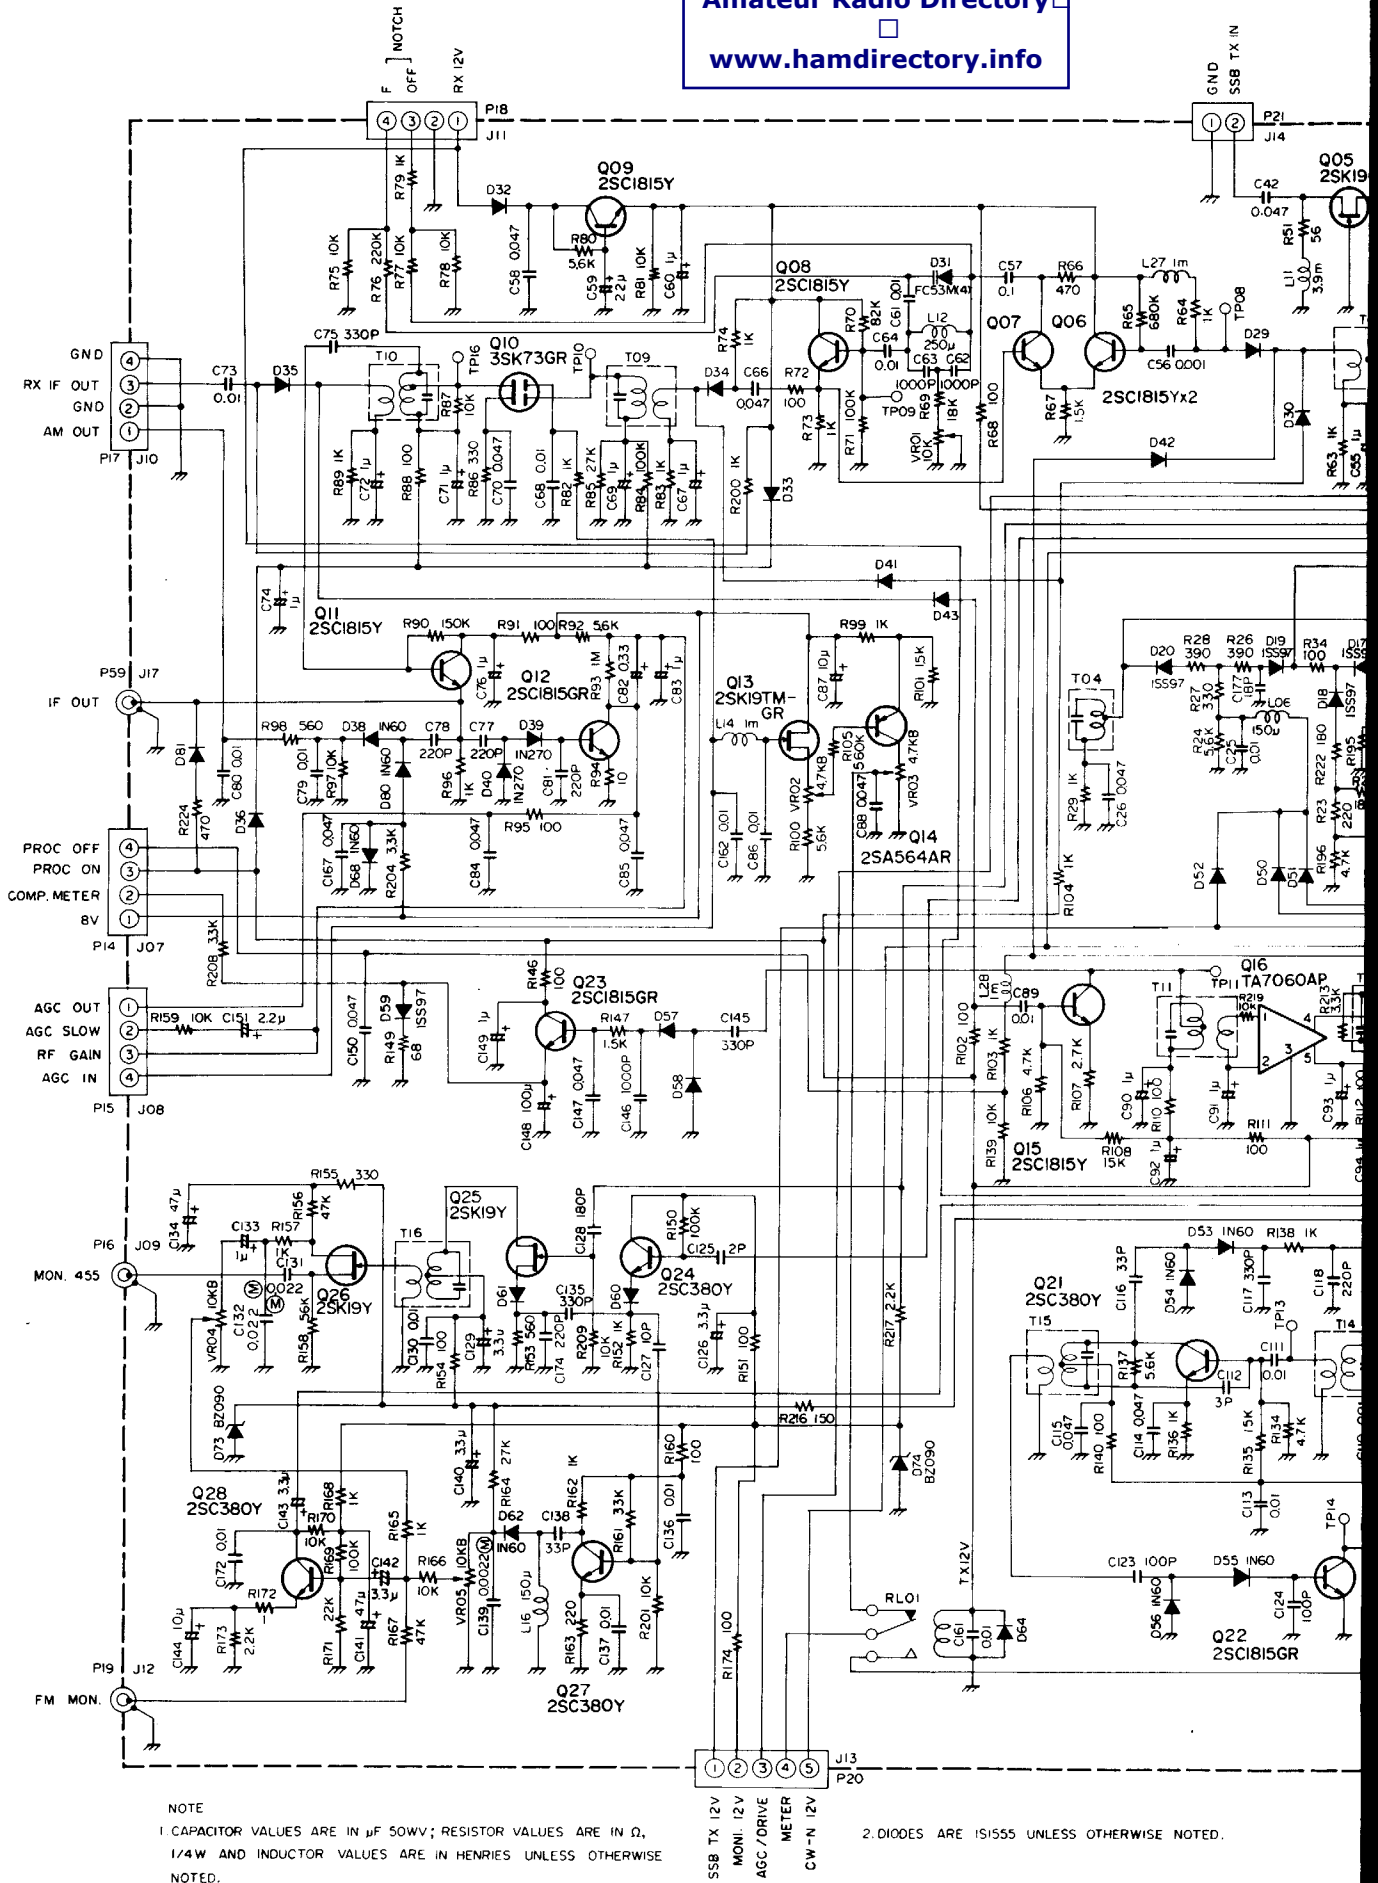 Amateur Radio Directory
www.hamdirectory.info
F
OFF
] NOTCH
RX 12V
P18
J11
GND
SSB TX IN
P21
J14
Q05
2SK19
C42
0.047
R51
56
L11
3.9m
R79 1K
D32
Q09
2SC1815Y
R75 10K
R76 220K
R77 10K
R78 10K
C58 0.047
R80
5.6K
C59
2.2μ
R81 10K
C60 1μ
Q08
2SC1815Y
D31
FC53M(4)
C57
0.1
R66
470
L27 1m
R65
680K
R64
1K
TP08
D29
C75 330P
T10
TP16
Q10
3SK73GR
TP10
T09
R74
1K
R70
82K
C61 0.01
L12
250μ
C64
0.01
C63
1000P
C62
1000P
Q07
Q06
C56 0.001
2SC1815Y×2
GND
RX IF OUT
GND
AM OUT
P17
J10
C73
0.01
D35
R87
10K
D34
C66
0.047
R72
100
R73
1K
R71 100K
TP09
R69
18K
VR01
10K
R68 100
R67
1.5K
D42
D30
R63 1K
C55 1μ
R89 1K
C72 1μ
R88 100
C71 1μ
R86 330
C70 0.047
C68 0.01
R82 1K
R85 27K
C69 1μ
R84 100K
R83 1K
C67 1μ
R200 1K
D33
D41
D43
C74
1μ
Q11
2SC1815Y
R90 150K
R91 100
R92 5.6K
C76 1μ
Q12
2SC1815GR
R93 1M
C82 0.33
C83 1μ
Q13
2SK19TM-
GR
C87 10μ
R99 1K
R101 15K
T04
D20
1SS97
R28
390
R26
390
D19
1SS97
R34
100
D17
1SS97
R27
330
C177
18P
D18
L06
150μ
R24
5.6K
C25
0.01
R222 180
R195
R23
220
R196
4.7K
P59
J17
IF OUT
D81
R224
470
C80 0.01
R98 560
D38 IN60
C79 0.01
R97 10K
D80 IN60
C78
220P
C77
220P
R96
1K
D40
IN270
D39
IN270
C81
220P
R94
10
L14 1m
R105
560K
4.7KB
VR02
VR03
4.7KB
C88 0.047
R100
5.6K
C162 0.01
C86 0.01
Q14
2SA564AR
R29 1K
C26 0.047
D36
R95 100
C167 0.047
D68 IN60
R204 3.3K
C84 0.047
C85 0.047
PROC OFF
PROC ON
COMP. METER
8V
P14
J07
R208 33K
R104 1K
D52
D50
D51
AGC OUT
AGC SLOW
RF GAIN
AGC IN
P15
J08
R159 10K
C151 2.2μ
C150 0.047
D59
1SS97
R149
68
R146
100
Q23
2SC1815GR
C149 1μ
R147
1.5K
D57
C145
330P
C148 100μ
C147 0.047
C146 1000P
D58
L28
1m
C89
0.01
R102 100
R103 1K
R106 4.7K
R107 2.7K
R139 10K
Q15
2SC1815Y
R108
15K
T11
TP11
Q16
TA7060AP
R219
10K
R213
3.3K
C90 1μ
R110 100
C91 1μ
C93 1μ
R112 100
R111
100
C92 1μ
C94 1μ
R155 330
C134 47μ
R156
47K
C133
1μ
R157
1K
C131
0.022
P16
J09
MON. 455
VR04 10KB
C132
0.022
R158 56K
Q26
2SK19Y
T16
Q25
2SK19Y
C128 180P
R150
100K
C125 2P
Q24
2SC380Y
D61
C135
330P
D60
C130 0.01
R154 100
C129
3.3μ
R153 560
C174 220P
R209
10K
R152 1K
C127 10P
C126 3.3μ
R151 100
R217 2.2K
Q21
2SC380Y
C116 33P
D53 IN60
R138 1K
D54 IN60
C117 330P
C118
220P
TP13
T15
T14
R137
5.6K
C111
0.01
C112
3P
C115
0.047
R140 100
C114 0.047
R136 1K
R135 15K
R134
4.7K
C113
0.01
D73 BZ090
R216 150
D74
BZ090
Q28
2SC380Y
C143 3.3μ
R168
1K
R170
10K
R169
100K
R165
1K
C142
3.3μ
R166
10K
C140 33μ
R164 27K
D62
IN60
C138
33P
R162 1K
R161 33K
R160
100
C136 0.01
C172 0.01
R172
1
C144 10μ
R173
2.2K
R171 22K
C141 47μ
R167
47K
VR05 10KB
C139 0.0022
L16 150μ
R163 220
C137 0.01
R201 10K
Q27
2SC380Y
R174 100
RL01
TX12V
C161
0.01
D64
C123 100P
D55 IN60
D56 IN60
C124
100P
TP14
Q22
2SC1815GR
P19
J12
FM MON.
J13
P20
SSB TX 12V
MONI. 12V
AGC/DRIVE
METER
CW-N 12V
NOTE
1. CAPACITOR VALUES ARE IN μF 50WV; RESISTOR VALUES ARE IN Ω,
1/4W AND INDUCTOR VALUES ARE IN HENRIES UNLESS OTHERWISE
NOTED.
2. DIODES ARE 1S1555 UNLESS OTHERWISE NOTED.